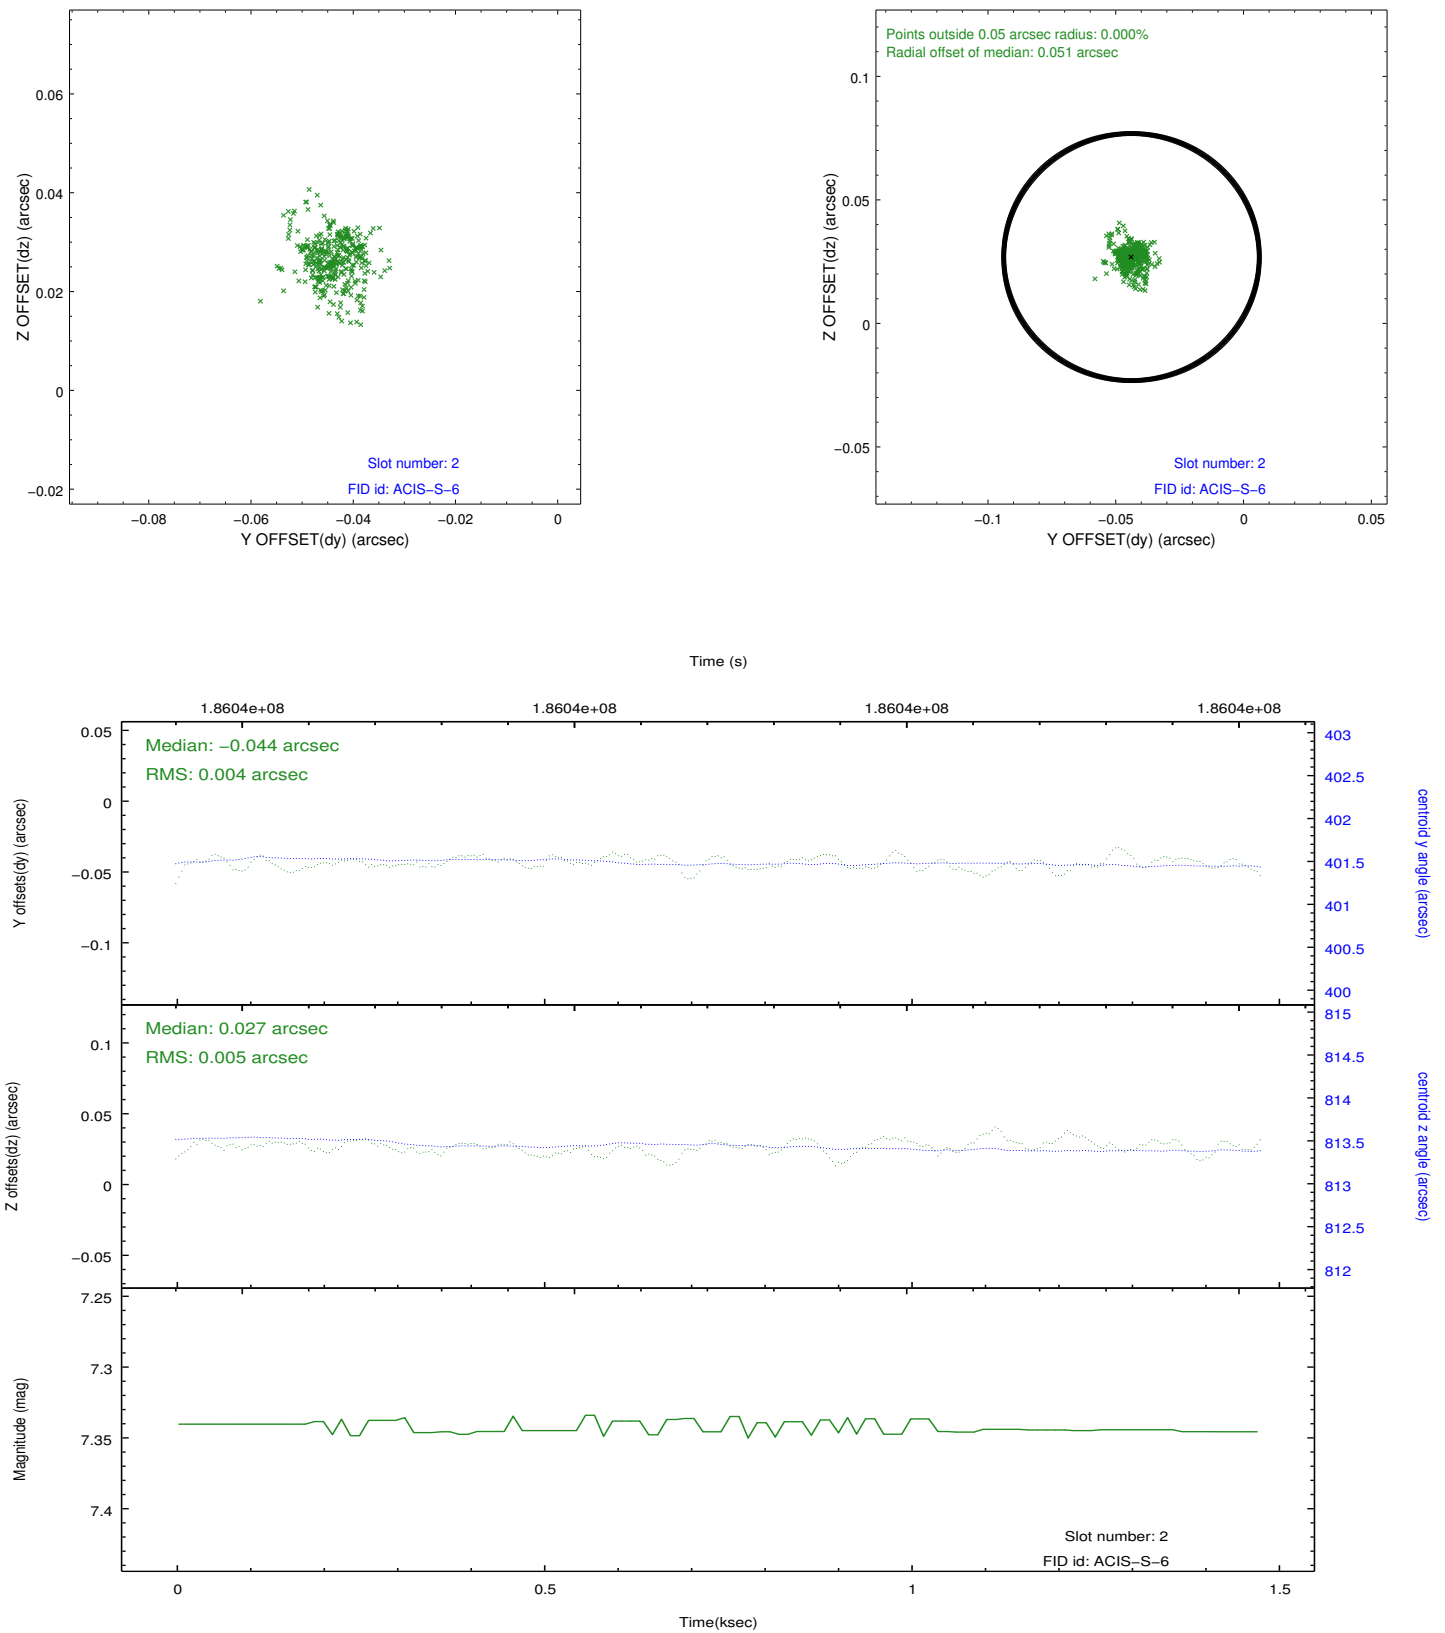 0.06
0.04
0.02
0
−0.02
Z OFFSET(dz) (arcsec)
Slot number: 2
FID id: ACIS−S−6
−0.08
−0.06
−0.04
−0.02
0
Y OFFSET(dy) (arcsec)
Points outside 0.05 arcsec radius: 0.000%
Radial offset of median: 0.051 arcsec
0.1
0.05
0
−0.05
Z OFFSET(dz) (arcsec)
Slot number: 2
FID id: ACIS−S−6
−0.1
−0.05
0
0.05
Y OFFSET(dy) (arcsec)
Time (s)
1.8604e+08
1.8604e+08
1.8604e+08
1.8604e+08
Median: −0.044 arcsec
RMS: 0.004 arcsec
0.05
0
−0.05
−0.1
Y offsets(dy) (arcsec)
403
402.5
402
401.5
401
400.5
400
centroid y angle (arcsec)
Median: 0.027 arcsec
RMS: 0.005 arcsec
0.1
0.05
0
−0.05
Z offsets(dz) (arcsec)
815
814.5
814
813.5
813
812.5
812
centroid z angle (arcsec)
7.25
7.3
7.35
7.4
Magnitude (mag)
Slot number: 2
FID id: ACIS−S−6
0
0.5
1
1.5
Time(ksec)